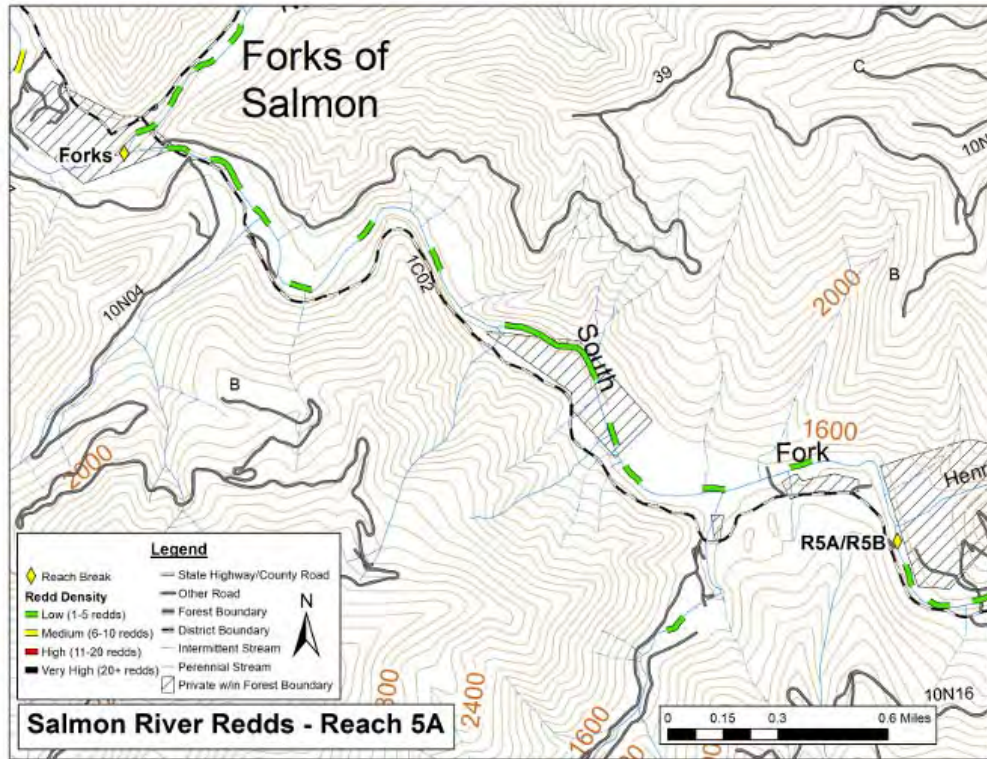 Forks of
Salmon
39
C
Forks
10N04
1C02
2000
B
South
B
2000
1600
Fork
Henr
R5A/R5B
10N16
2400
1600
Legend
Reach Break
Redd Density
Low (1-5 redds)
Medium (6-10 redds)
High (11-20 redds)
Very High (20+ redds)
State Highway/County Road
Other Road
Forest Boundary
District Boundary
Intermittent Stream
Perennial Stream
Private w/in Forest Boundary
N
Salmon River Redds - Reach 5A
0 0.15 0.3 0.6 Miles